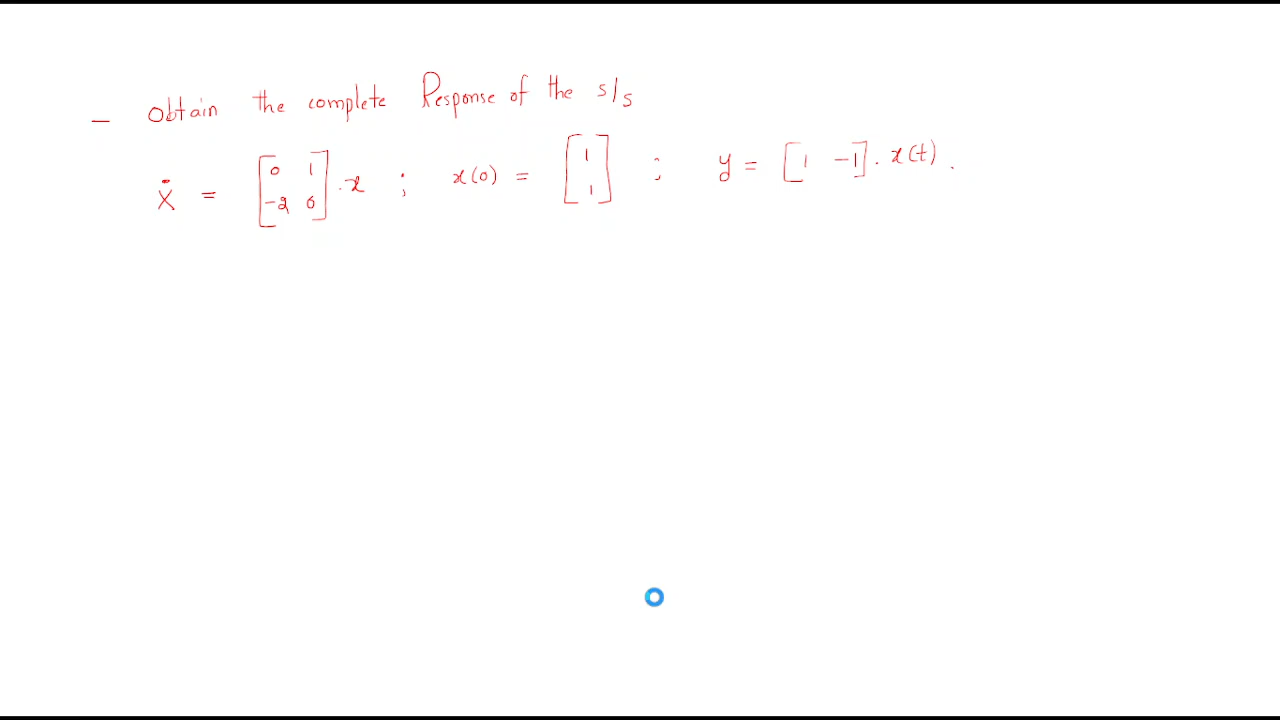 - Obtain the complete Response of the s/s
Ẋ = [0 1; -2 0] . x ; x(0) = [1; 1] ; y = [1 -1] . x(t) .